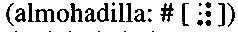 (almohadilla: # [ ⠼⠃ ])